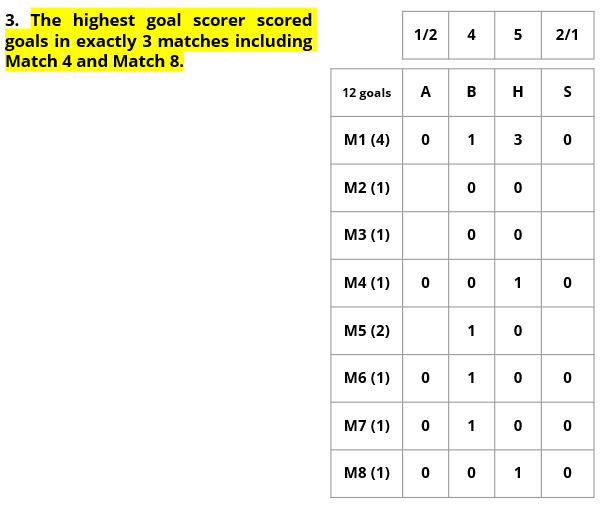 3. The highest goal scorer scored
goals in exactly 3 matches including
Match 4 and Match 8.
1/2 4 5 2/1
12 goals A B H S
M1 (4) 0 1 3 0
M2 (1) 0 0
M3 (1) 0 0
M4 (1) 0 0 1 0
M5 (2) 1 0
M6 (1) 0 1 0 0
M7 (1) 0 1 0 0
M8 (1) 0 0 1 0